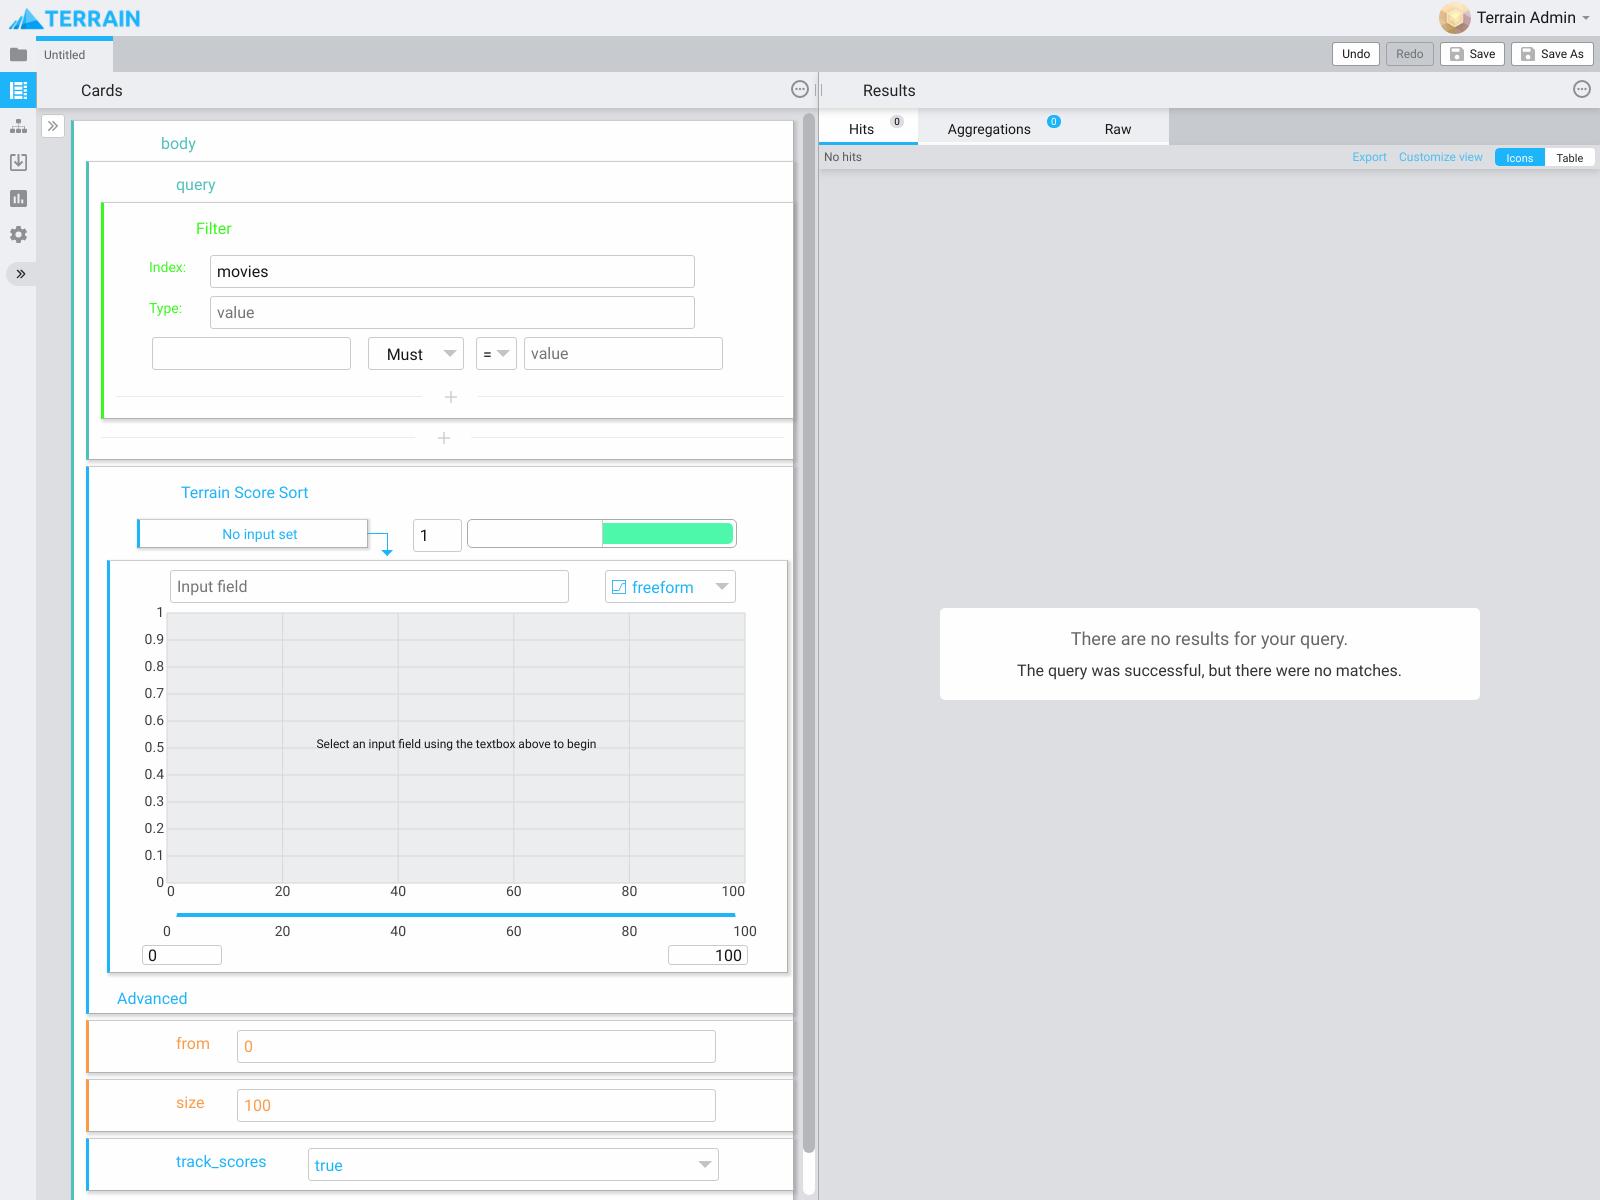 TERRAIN
Terrain Admin
Untitled
Undo
Redo
Save
Save As
Cards
Results
Hits
0
Aggregations
0
Raw
No hits
Export
Customize view
Icons
Table
body
query
Filter
Index:
movies
Type:
value
Must
=
value
Terrain Score Sort
No input set
1
Input field
freeform
1
0.9
0.8
0.7
0.6
0.5
0.4
0.3
0.2
0.1
0
Select an input field using the textbox above to begin
0 20 40 60 80 100
0 20 40 60 80 100
0
100
Advanced
from
0
size
100
track_scores
true
There are no results for your query.
The query was successful, but there were no matches.